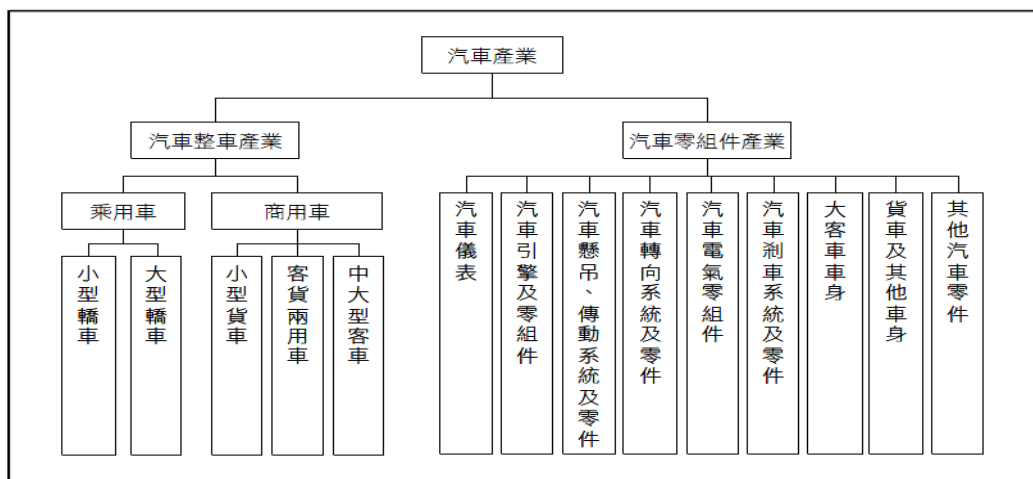 汽車產業
汽車整車產業
汽車零組件產業
乘用車
商用車
小型轎車
大型轎車
小型貨車
客貨兩用車
中大型客車
汽車儀表
汽車引擎及零組件
汽車懸吊、傳動系統及零件
汽車轉向系統及零件
汽車電氣零組件
汽車剎車系統及零件
大客車車身
貨車及其他車身
其他汽車零件